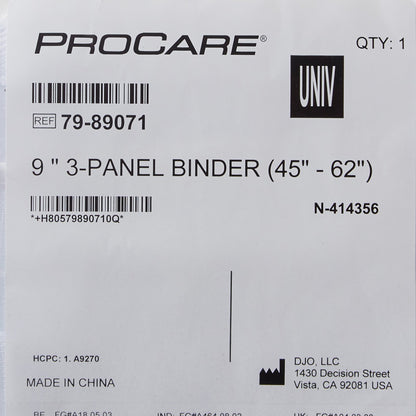 PROCARE®
QTY: 1
UNIV
REF 79-89071
9 " 3-PANEL BINDER (45" - 62")
*+H80579890710Q*
N-414356
HCPC: 1. A9270
DJO, LLC
1430 Decision Street
Vista, CA 92081 USA
MADE IN CHINA